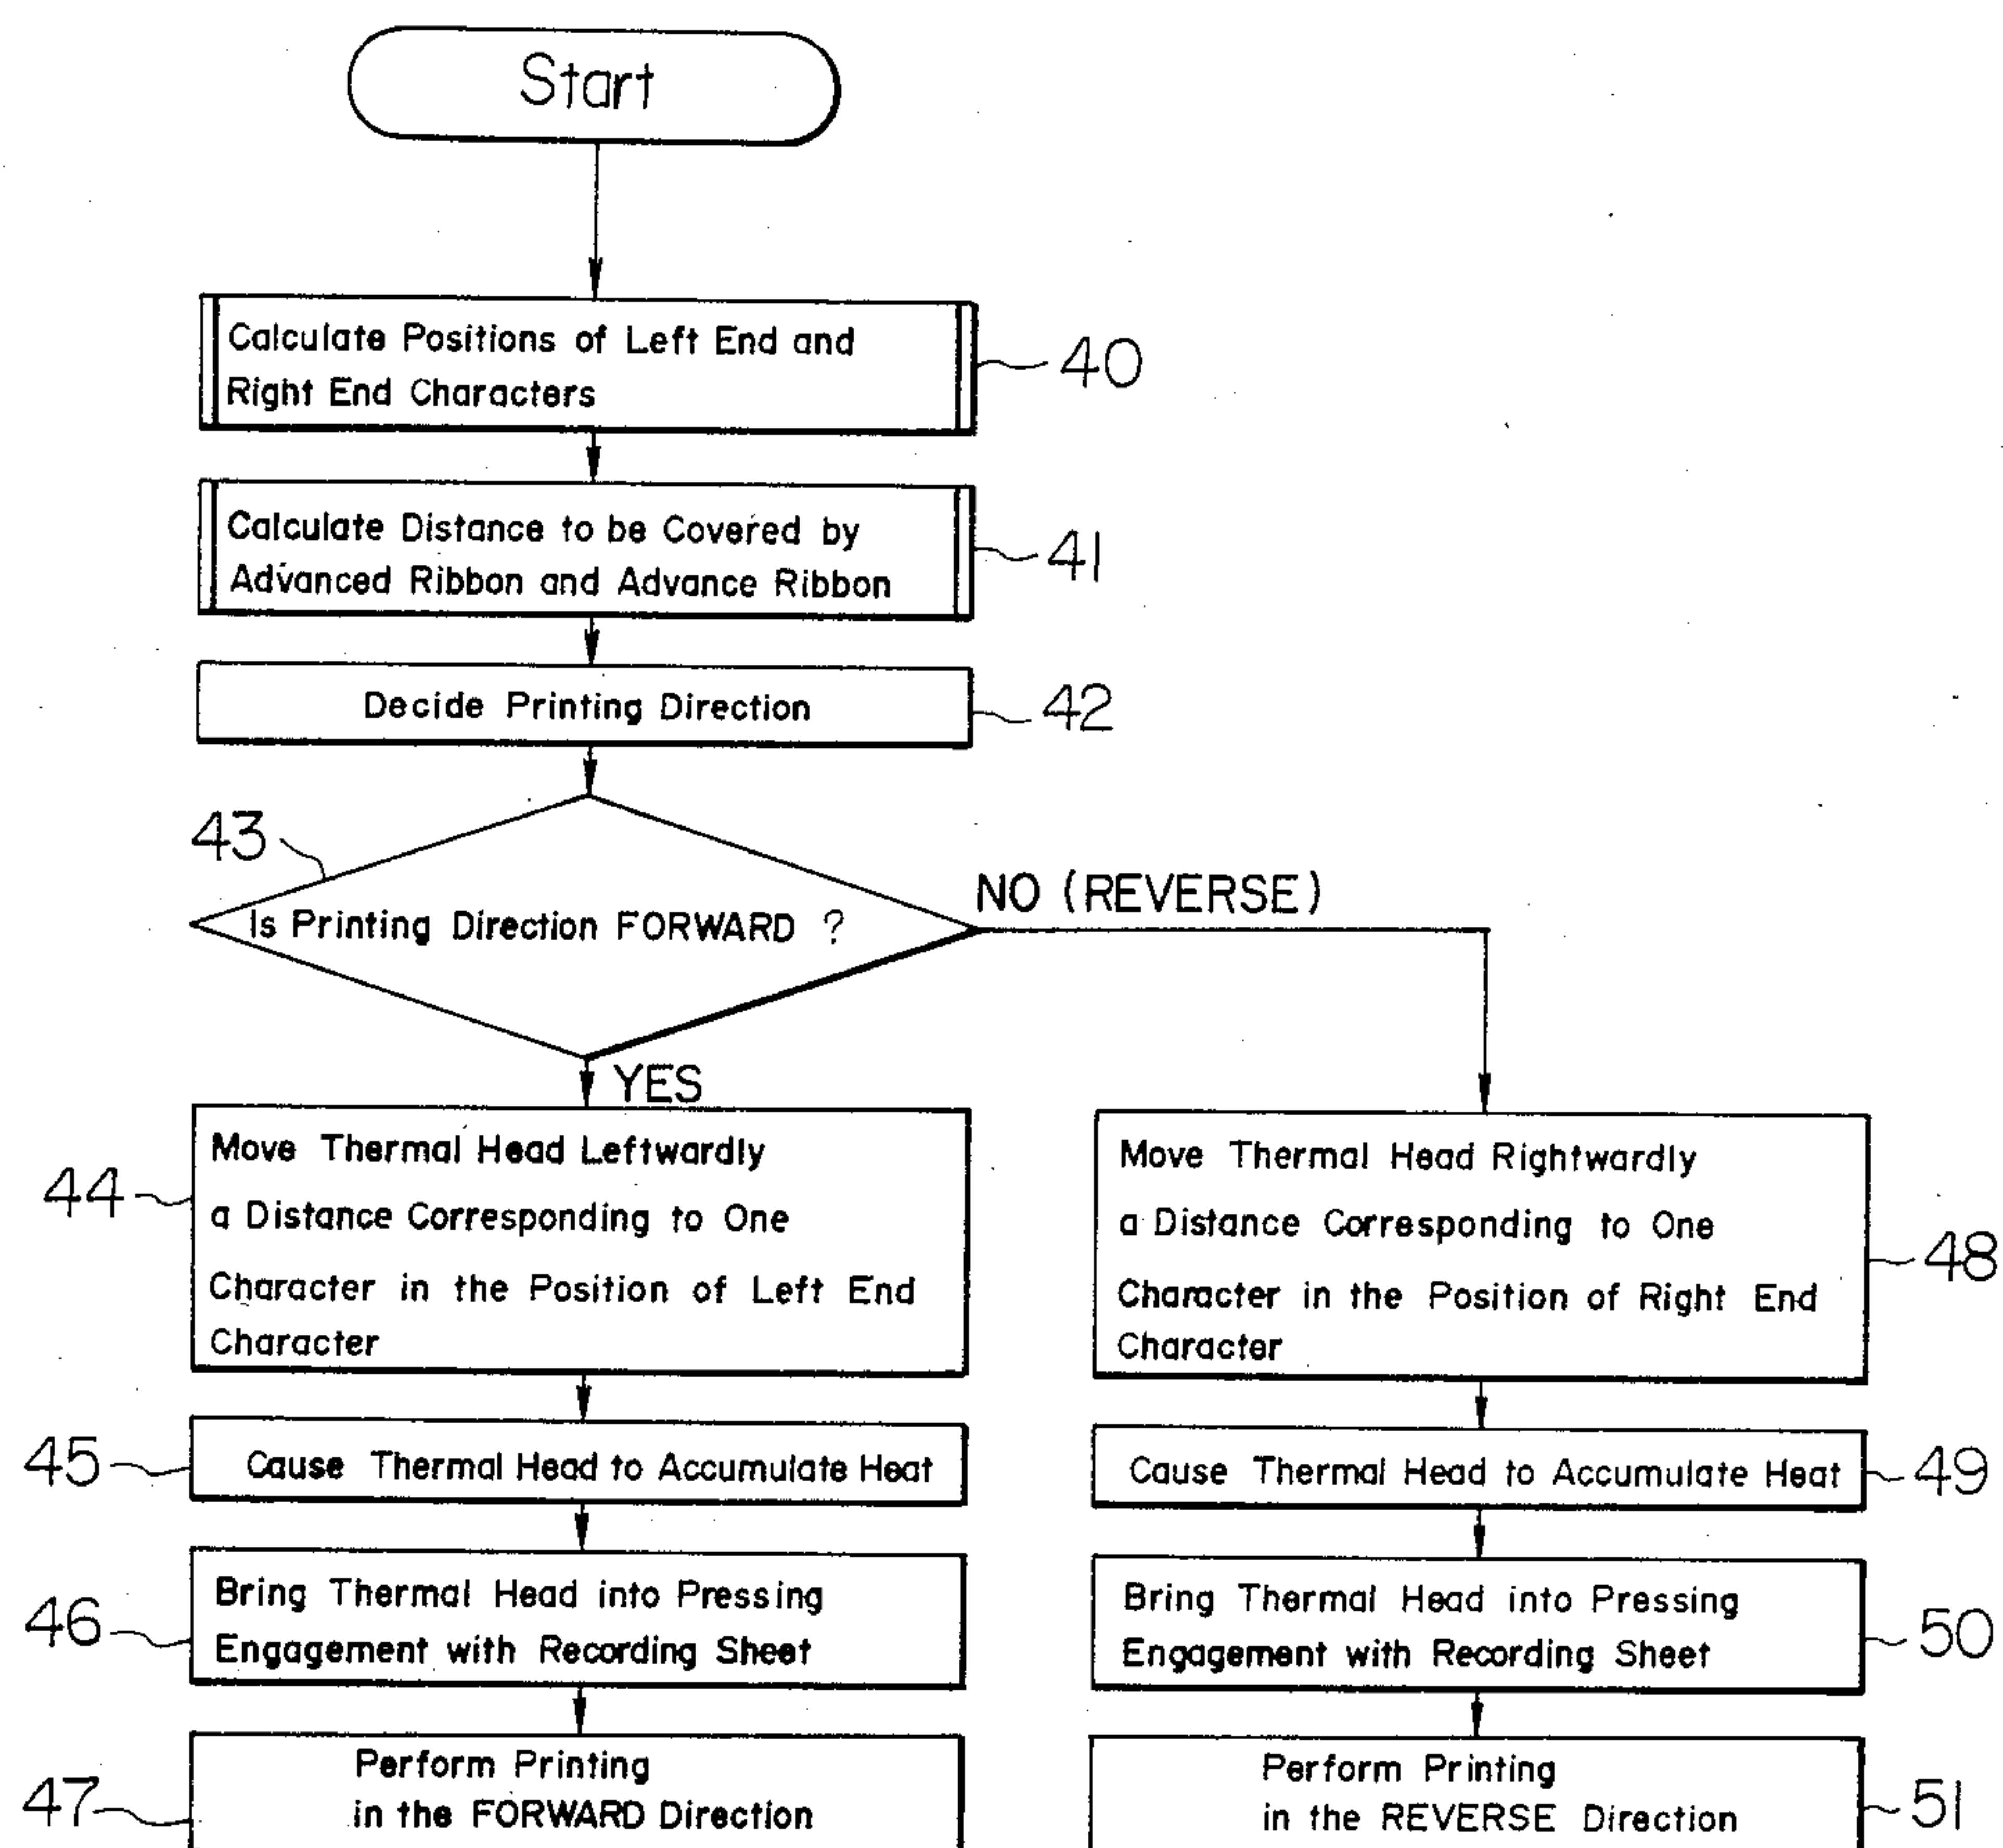 Start
Calculate Positions of Left End and
Right End Characters
40
Calculate Distance to be Covered by
Advanced Ribbon and Advance Ribbon
41
Decide Printing Direction
42
43
Is Printing Direction FORWARD ?
NO (REVERSE)
YES
44
Move Thermal Head Leftwardly
a Distance Corresponding to One
Character in the Position of Left End
Character
Move Thermal Head Rightwardly
a Distance Corresponding to One
Character in the Position of Right End
Character
48
45
Cause Thermal Head to Accumulate Heat
Cause Thermal Head to Accumulate Heat
49
46
Bring Thermal Head into Pressing
Engagement with Recording Sheet
Bring Thermal Head into Pressing
Engagement with Recording Sheet
50
47
Perform Printing
in the FORWARD Direction
Perform Printing
in the REVERSE Direction
51